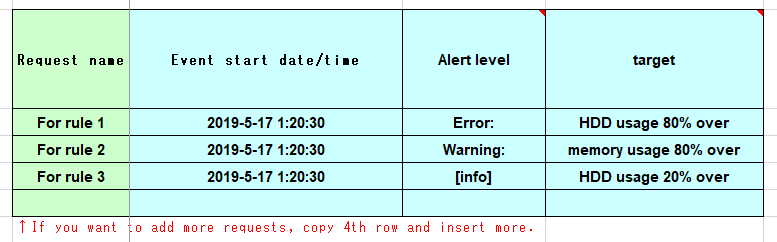 Request name Event start date/time Alert level target
For rule 1 2019-5-17 1:20:30 Error: HDD usage 80% over
For rule 2 2019-5-17 1:20:30 Warning: memory usage 80% over
For rule 3 2019-5-17 1:20:30 [info] HDD usage 20% over
↑If you want to add more requests, copy 4th row and insert more.